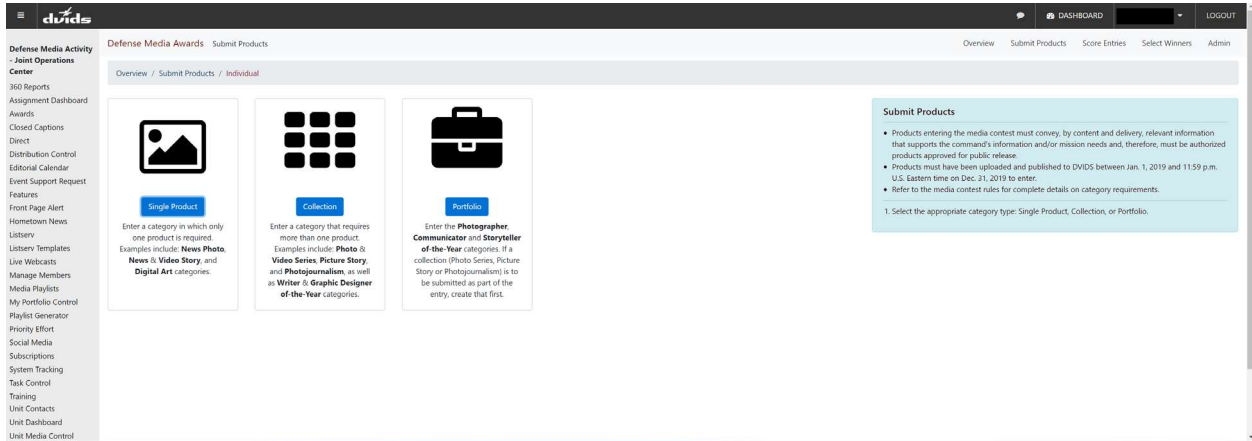 dvids
DASHBOARD
LOGOUT
Defense Media Activity
- Joint Operations
Center
360 Reports
Assignment Dashboard
Awards
Closed Captions
Direct
Distribution Control
Editorial Calendar
Event Support Request
Features
Front Page Alert
Hometown News
Listserv
Listserv Templates
Live Webcasts
Manage Members
Media Playlists
My Portfolio Control
Playlist Generator
Priority Effort
Social Media
Subscriptions
System Tracking
Task Control
Training
Unit Contacts
Unit Dashboard
Unit Media Control
Defense Media Awards Submit Products
Overview Submit Products Score Entries Select Winners Admin
Overview / Submit Products / Individual
Single Product
Enter a category in which only
one product is required.
Examples include: News Photo,
News & Video Story, and
Digital Art categories.
Collection
Enter a category that requires
more than one product.
Examples include: Photo &
Video Series, Picture Story,
and Photojournalism, as well
as Writer & Graphic Designer
of-the-Year categories.
Portfolio
Enter the Photographer,
Communicator and Storyteller
of-the-Year categories. If a
collection (Photo Series, Picture
Story or Photojournalism) is to
be submitted as part of the
entry, create that first.
Submit Products
• Products entering the media contest must convey, by content and delivery, relevant information
that supports the command's information and/or mission needs and, therefore, must be authorized
products approved for public release.
• Products must have been uploaded and published to DVIDS between Jan. 1, 2019 and 11:59 p.m.
U.S. Eastern time on Dec. 31, 2019 to enter.
• Refer to the media contest rules for complete details on category requirements.
1. Select the appropriate category type: Single Product, Collection, or Portfolio.